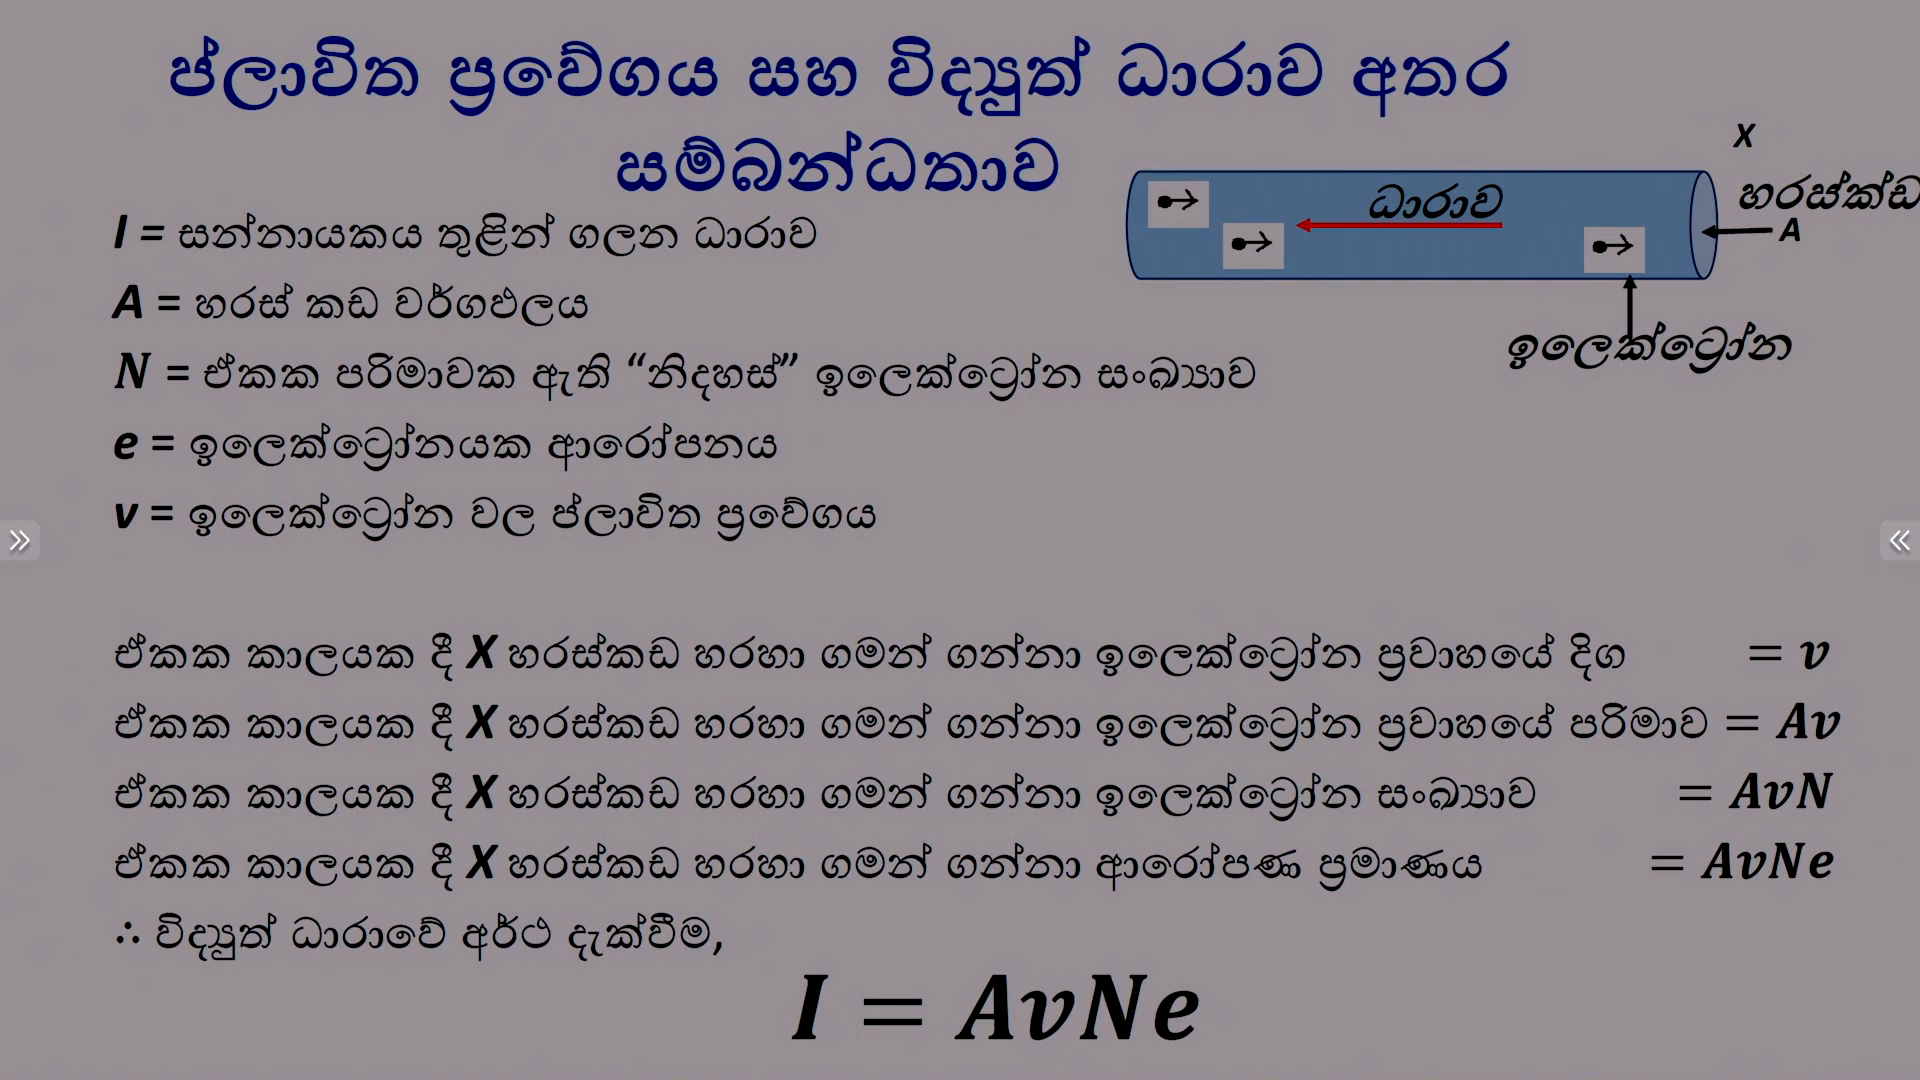 ප්ලාවිත ප්‍රවේගය සහ විද්‍යුත් ධාරාව අතර
සම්බන්ධතාව
X
හරස්ක්ඩ
A
ධාරාව
ඉලෙක්ට්‍රෝන
I = සන්නායකය තුළින් ගලන ධාරාව
A = හරස් කඩ වර්ගඵලය
N = ඒකක පරිමාවක ඇති “නිදහස්” ඉලෙක්ට්‍රෝන සංඛ්‍යාව
e = ඉලෙක්ට්‍රෝනයක ආරෝපනය
v = ඉලෙක්ට්‍රෝන වල ප්ලාවිත ප්‍රවේගය
ඒකක කාලයක දී X හරස්කඩ හරහා ගමන් ගන්නා ඉලෙක්ට්‍රෝන ප්‍රවාහයේ දිග = v
ඒකක කාලයක දී X හරස්කඩ හරහා ගමන් ගන්නා ඉලෙක්ට්‍රෝන ප්‍රවාහයේ පරිමාව = Av
ඒකක කාලයක දී X හරස්කඩ හරහා ගමන් ගන්නා ඉලෙක්ට්‍රෝන සංඛ්‍යාව = AvN
ඒකක කාලයක දී X හරස්කඩ හරහා ගමන් ගන්නා ආරෝපණ ප්‍රමාණය = AvNe
∴ විද්‍යුත් ධාරාවේ අර්ථ දැක්වීම,
I = AvNe